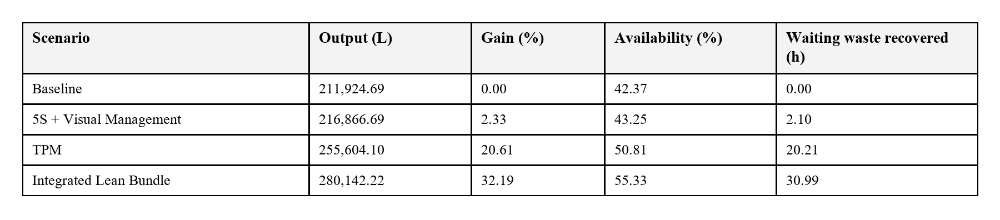 Scenario Output (L) Gain (%) Availability (%) Waiting waste recovered
(h)
Baseline 211,924.69 0.00 42.37 0.00
5S + Visual Management 216,866.69 2.33 43.25 2.10
TPM 255,604.10 20.61 50.81 20.21
Integrated Lean Bundle 280,142.22 32.19 55.33 30.99